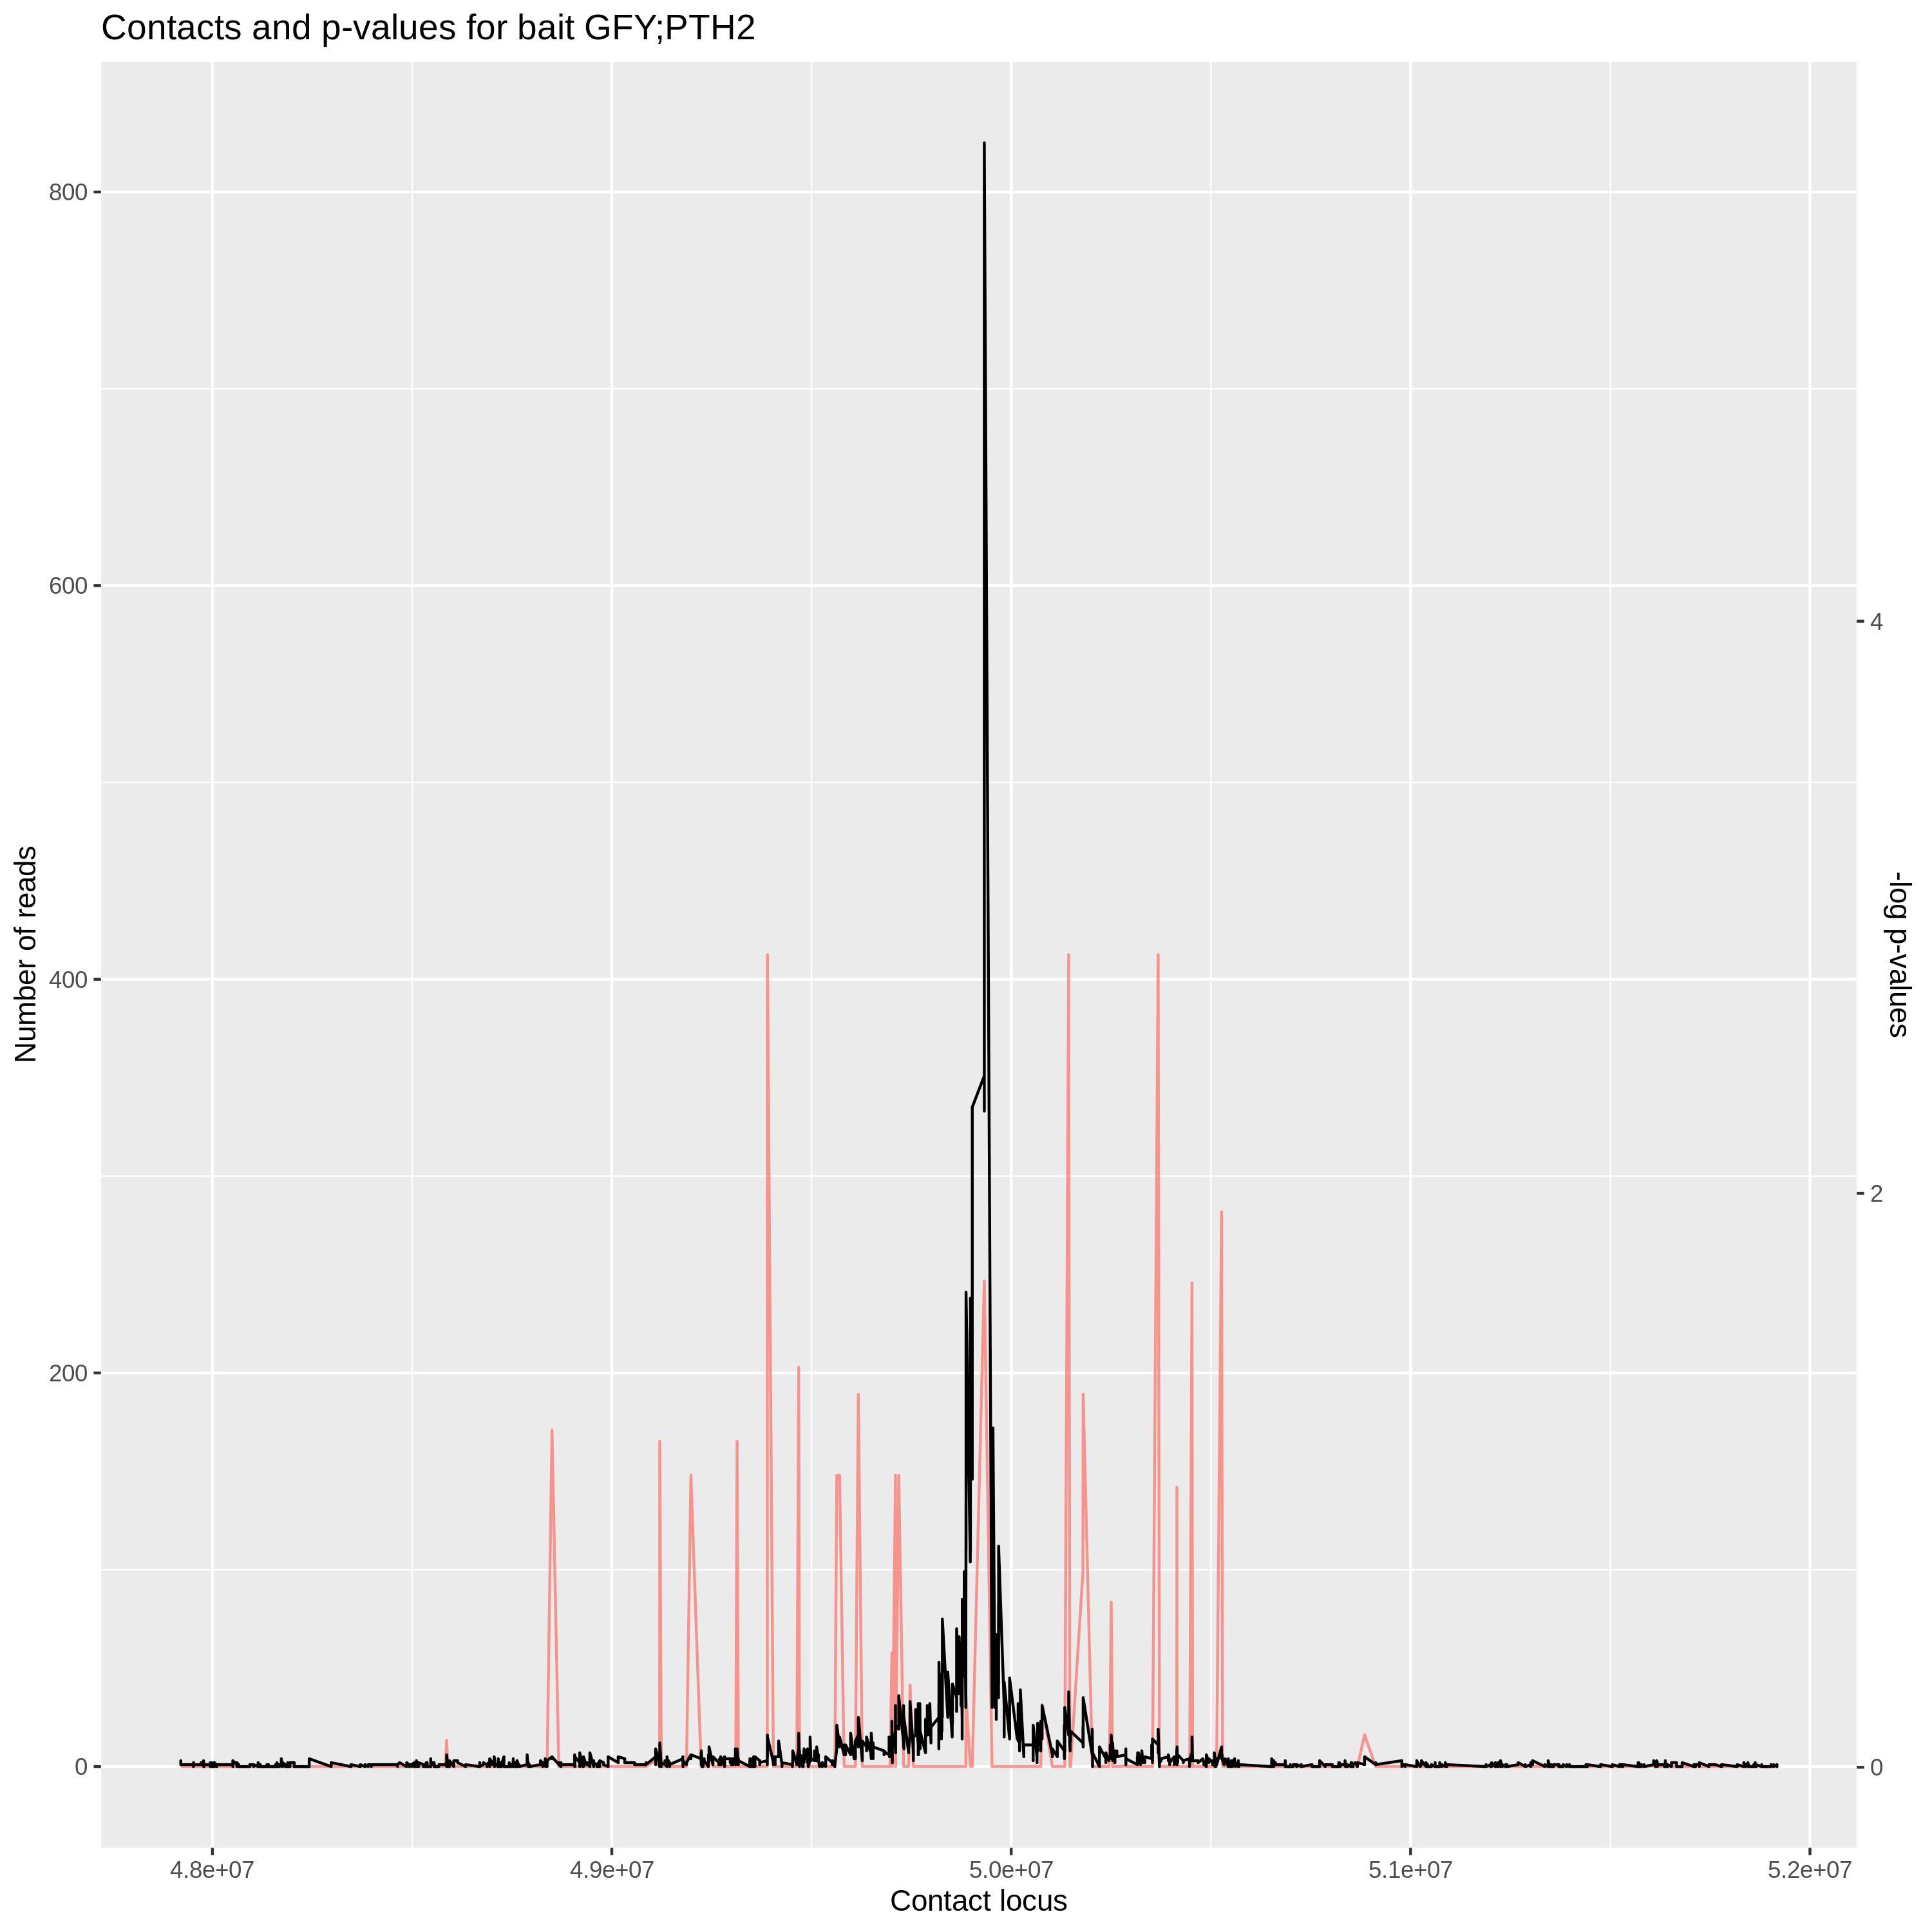 Contacts and p-values for bait GFY;PTH2
800
600
400
200
0
Number of reads
4
2
0
-log p-values
4.8e+07
4.9e+07
5.0e+07
5.1e+07
5.2e+07
Contact locus